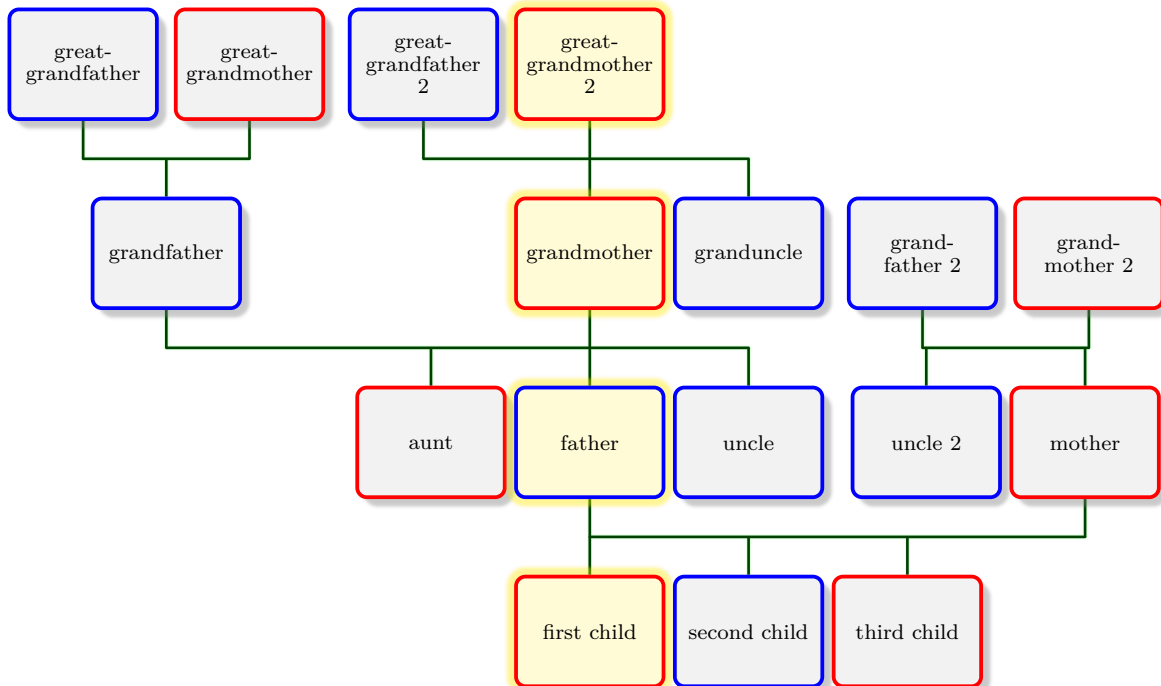 great-
grandfather
great-
grandmother
great-
grandfather
2
great-
grandmother
2
grandfather
grandmother
granduncle
grand-
father 2
grand-
mother 2
aunt
father
uncle
uncle 2
mother
first child
second child
third child